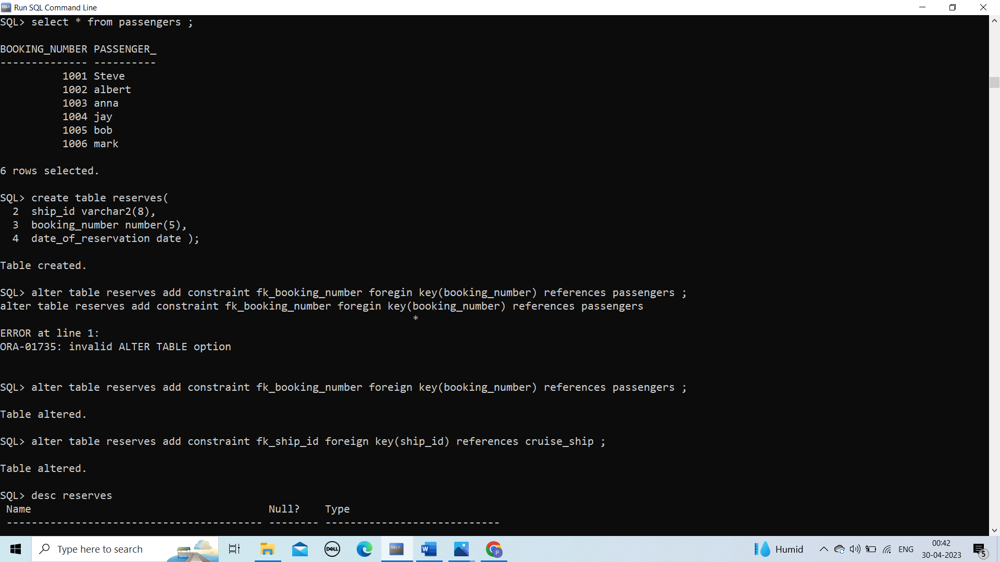 Run SQL Command Line
SQL> select * from passengers ;
BOOKING_NUMBER PASSENGER_
-------------- ----------
1001 Steve
1002 albert
1003 anna
1004 jay
1005 bob
1006 mark
6 rows selected.
SQL> create table reserves(
2 ship_id varchar2(8),
3 booking_number number(5),
4 date_of_reservation date );
Table created.
SQL> alter table reserves add constraint fk_booking_number foregin key(booking_number) references passengers ;
alter table reserves add constraint fk_booking_number foregin key(booking_number) references passengers
*
ERROR at line 1:
ORA-01735: invalid ALTER TABLE option
SQL> alter table reserves add constraint fk_booking_number foreign key(booking_number) references passengers ;
Table altered.
SQL> alter table reserves add constraint fk_ship_id foreign key(ship_id) references cruise_ship ;
Table altered.
SQL> desc reserves
Name Null? Type
----------------------------------------- -------- ----------------------------
Type here to search
DELL
SQL>
W
P
Humid
ENG
00:42
30-04-2023
5